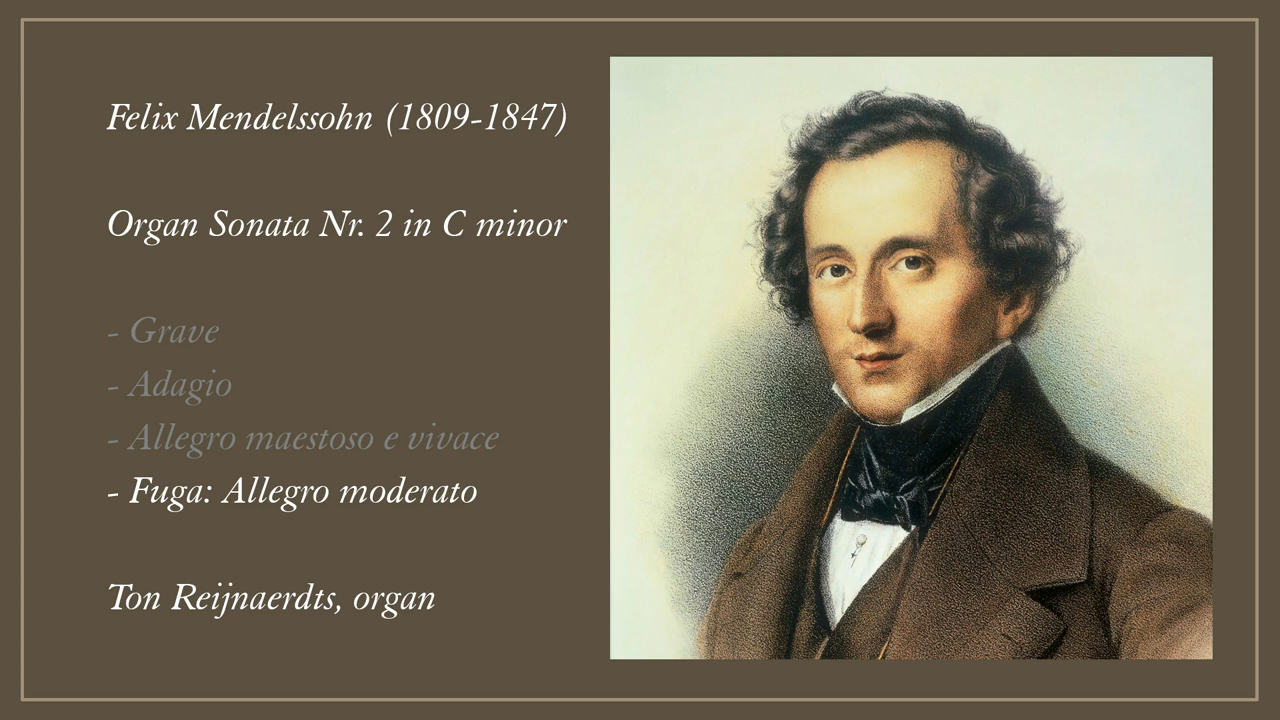 Felix Mendelssohn (1809-1847)
Organ Sonata Nr. 2 in C minor
- Grave
- Adagio
- Allegro maestoso e vivace
- Fuga: Allegro moderato
Ton Reijnaerdts, organ